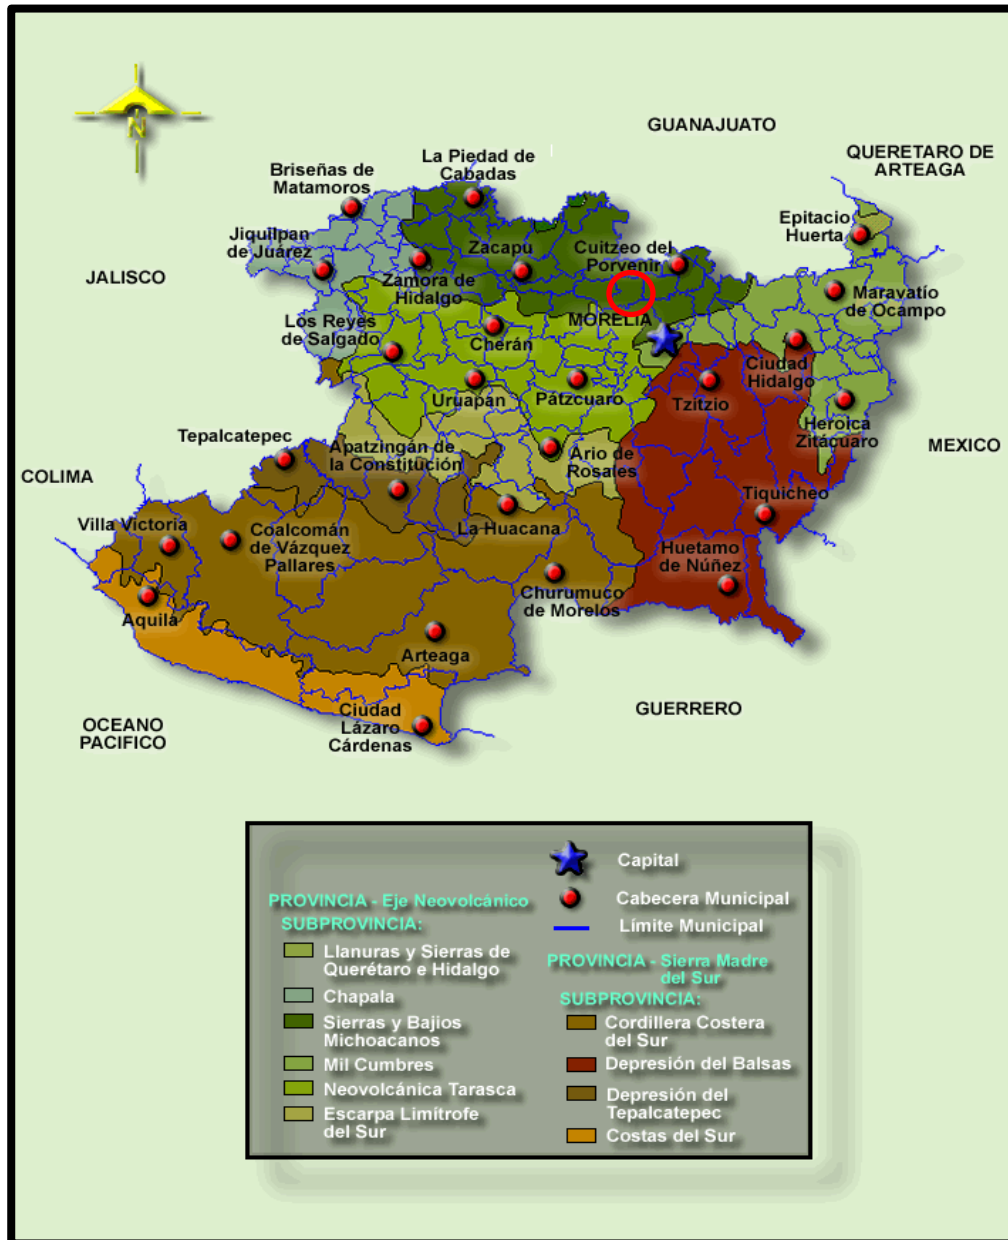 N
GUANAJUATO
QUERETARO DE
ARTEAGA
La Piedad de
Cabadas
Briseñas de
Matamoros
Epitacio
Huerta
Jiquilpan
de Juárez
Zacapu
Cuitzeo del
Porvenir
JALISCO
Zamora de
Hidalgo
Maravatío
de Ocampo
Los Reyes
de Salgado
MORELIA
Cherán
Ciudad
Hidalgo
Uruapán
Pátzcuaro
Tzitzio
Heroica
Zitácuaro
Tepalcatepec
Apatzingán de
la Constitución
Ario de
Rosales
MEXICO
COLIMA
Tiquicheo
Villa Victoria
Coalcomán
de Vázquez
Pallares
La Huacana
Huetamo
de Núñez
Churumuco
de Morelos
Aquila
Arteaga
GUERRERO
OCEANO
PACIFICO
Ciudad
Lázaro
Cárdenas
Capital
Cabecera Municipal
Límite Municipal
PROVINCIA - Eje Neovolcánico
SUBPROVINCIA:
Llanuras y Sierras de
Querétaro e Hidalgo
Chapala
Sierras y Bajios
Michoacanos
Mil Cumbres
Neovolcánica Tarasca
Escarpa Limítrofe
del Sur
PROVINCIA - Sierra Madre
del Sur
SUBPROVINCIA:
Cordillera Costera
del Sur
Depresión del Balsas
Depresión del
Tepalcatepec
Costas del Sur